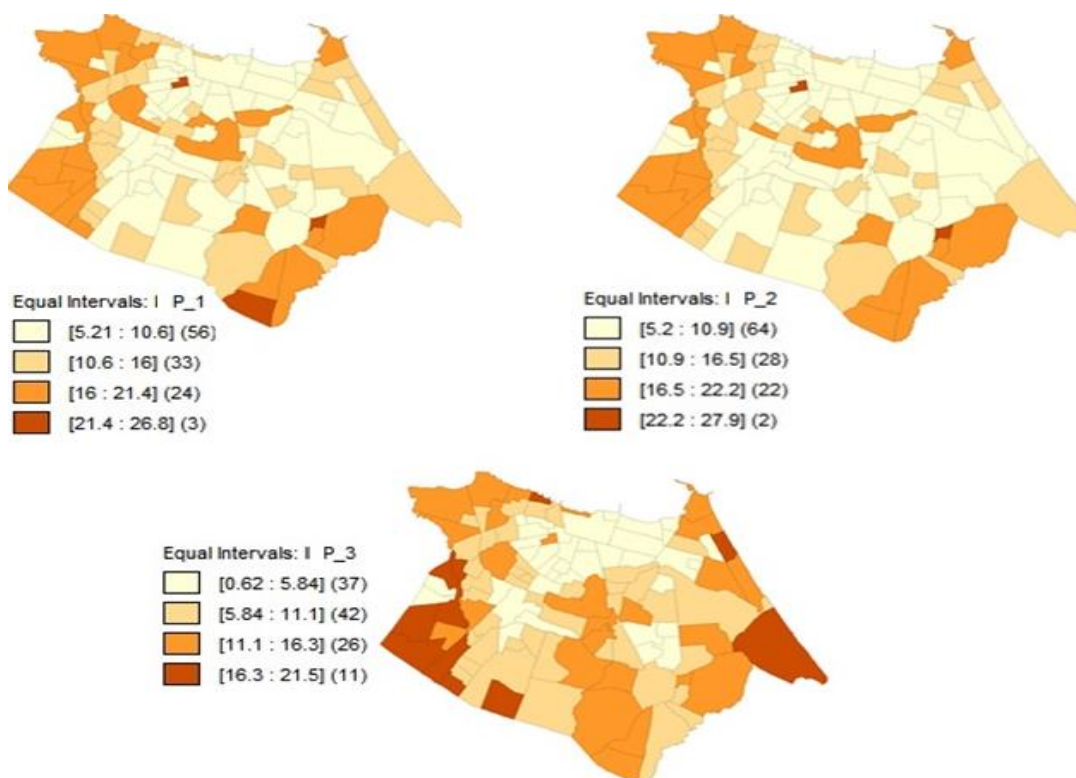 Equal Intervals: I P_1
[5.21 : 10.6] (56)
[10.6 : 16] (33)
[16 : 21.4] (24)
[21.4 : 26.8] (3)
Equal Intervals: I P_2
[5.2 : 10.9] (64)
[10.9 : 16.5] (28)
[16.5 : 22.2] (22)
[22.2 : 27.9] (2)
Equal Intervals: I P_3
[0.62 : 5.84] (37)
[5.84 : 11.1] (42)
[11.1 : 16.3] (26)
[16.3 : 21.5] (11)